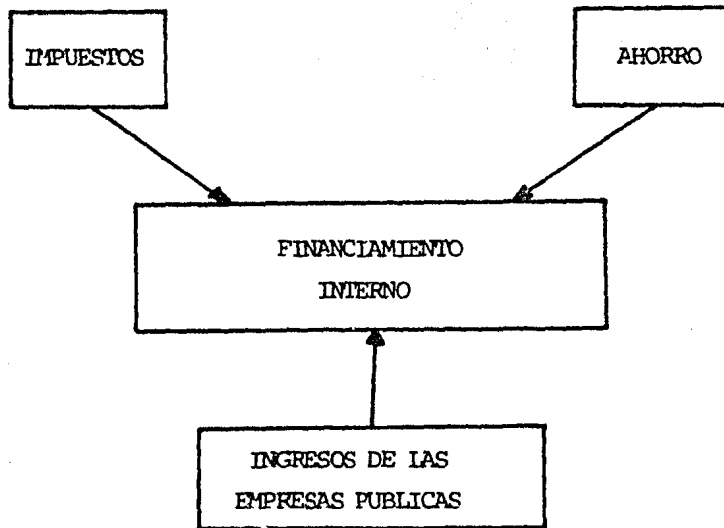 IMPUESTOS
AHORRO
FINANCIAMIENTO
INTERNO
INGRESOS DE LAS
EMPRESAS PUBLICAS